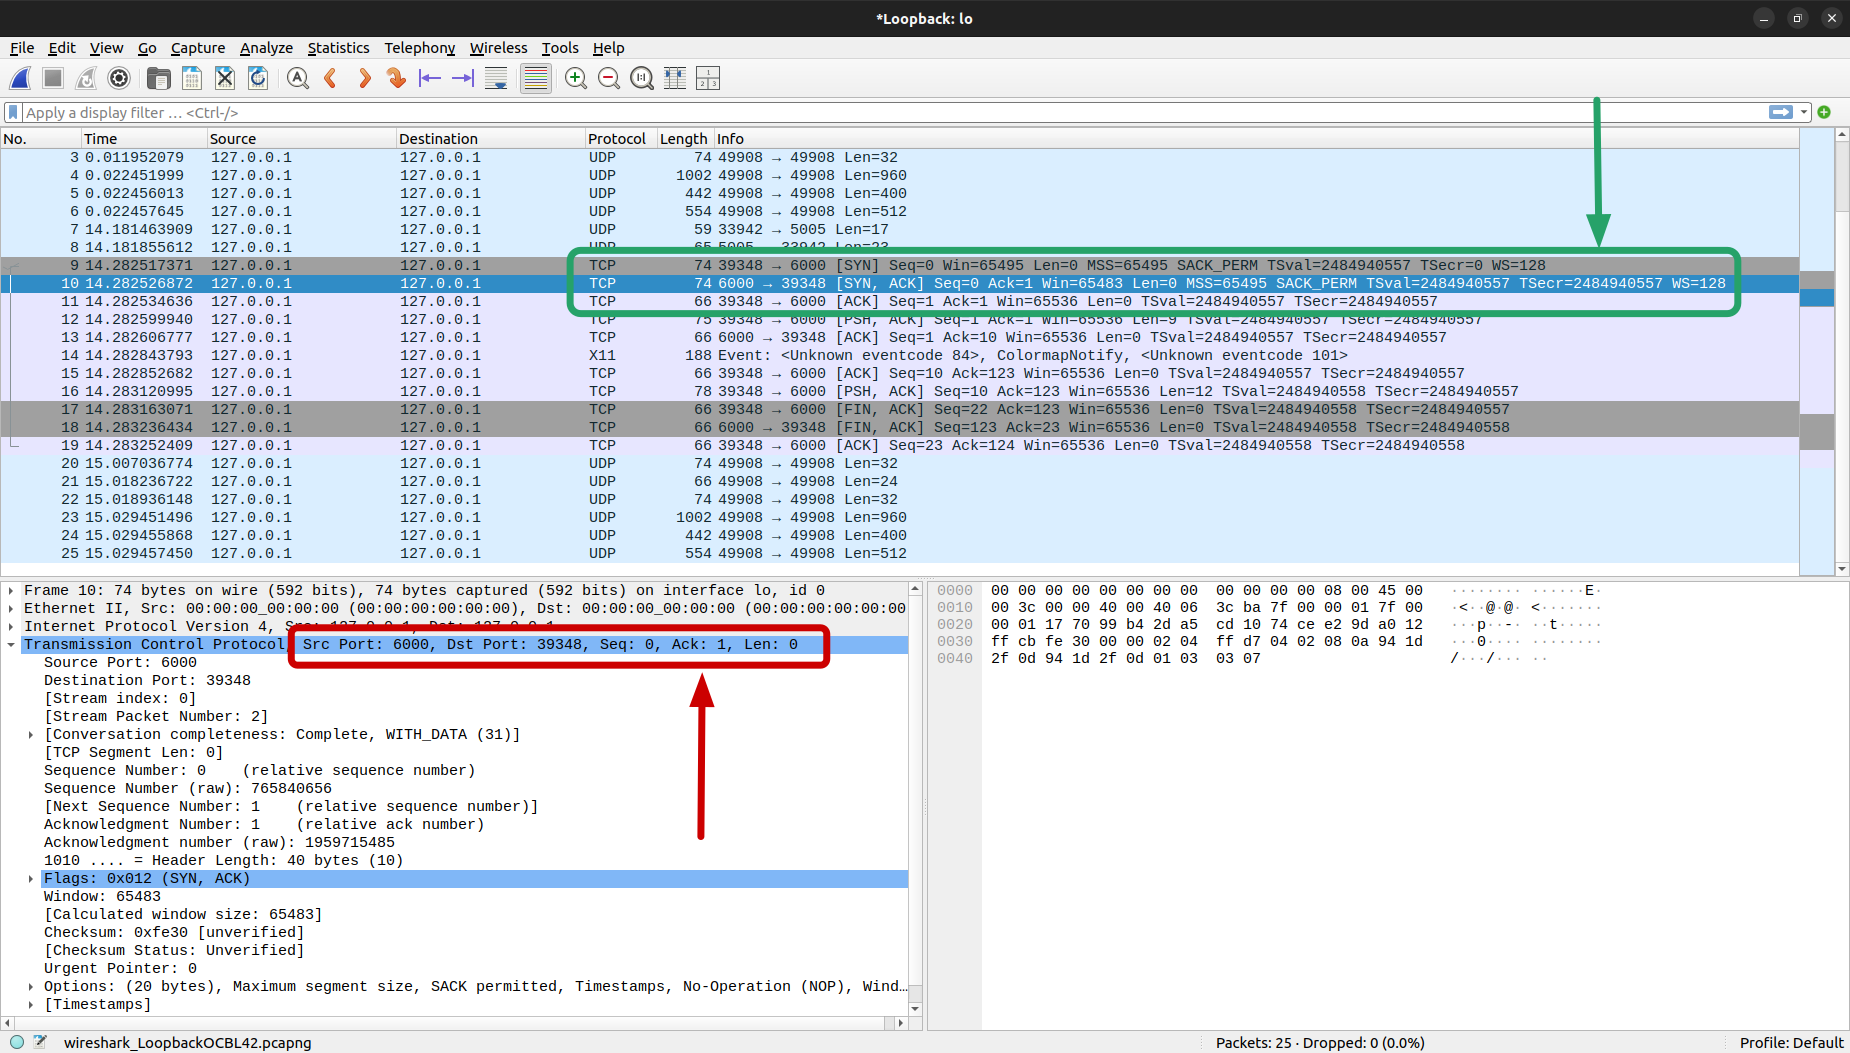 *Loopback: lo
File Edit View Go Capture Analyze Statistics Telephony Wireless Tools Help
Apply a display filter … <Ctrl-/>
No. Time Source Destination Protocol Length Info
3 0.011952079 127.0.0.1 127.0.0.1 UDP 74 49908 → 49908 Len=32
4 0.022451999 127.0.0.1 127.0.0.1 UDP 1002 49908 → 49908 Len=960
5 0.022456013 127.0.0.1 127.0.0.1 UDP 442 49908 → 49908 Len=400
6 0.022457645 127.0.0.1 127.0.0.1 UDP 554 49908 → 49908 Len=512
7 14.181463909 127.0.0.1 127.0.0.1 UDP 59 33942 → 5005 Len=17
8 14.181855612 127.0.0.1 127.0.0.1 UDP 65 5005 → 33942 Len=23
9 14.282517371 127.0.0.1 127.0.0.1 TCP 74 39348 → 6000 [SYN] Seq=0 Win=65495 Len=0 MSS=65495 SACK_PERM TSval=2484940557 TSecr=0 WS=128
10 14.282526872 127.0.0.1 127.0.0.1 TCP 74 6000 → 39348 [SYN, ACK] Seq=0 Ack=1 Win=65483 Len=0 MSS=65495 SACK_PERM TSval=2484940557 TSecr=2484940557 WS=128
11 14.282534636 127.0.0.1 127.0.0.1 TCP 66 39348 → 6000 [ACK] Seq=1 Ack=1 Win=65536 Len=0 TSval=2484940557 TSecr=2484940557
12 14.282599940 127.0.0.1 127.0.0.1 TCP 75 39348 → 6000 [PSH, ACK] Seq=1 Ack=1 Win=65536 Len=9 TSval=2484940557 TSecr=2484940557
13 14.282606777 127.0.0.1 127.0.0.1 TCP 66 6000 → 39348 [ACK] Seq=1 Ack=10 Win=65536 Len=0 TSval=2484940557 TSecr=2484940557
14 14.282843793 127.0.0.1 127.0.0.1 X11 188 Event: <Unknown eventcode 84>, ColormapNotify, <Unknown eventcode 101>
15 14.282852682 127.0.0.1 127.0.0.1 TCP 66 39348 → 6000 [ACK] Seq=10 Ack=123 Win=65536 Len=0 TSval=2484940557 TSecr=2484940557
16 14.283120995 127.0.0.1 127.0.0.1 TCP 78 39348 → 6000 [PSH, ACK] Seq=10 Ack=123 Win=65536 Len=12 TSval=2484940558 TSecr=2484940557
17 14.283163071 127.0.0.1 127.0.0.1 TCP 66 39348 → 6000 [FIN, ACK] Seq=22 Ack=123 Win=65536 Len=0 TSval=2484940558 TSecr=2484940557
18 14.283236434 127.0.0.1 127.0.0.1 TCP 66 6000 → 39348 [FIN, ACK] Seq=123 Ack=23 Win=65536 Len=0 TSval=2484940558 TSecr=2484940558
19 14.283252409 127.0.0.1 127.0.0.1 TCP 66 39348 → 6000 [ACK] Seq=23 Ack=124 Win=65536 Len=0 TSval=2484940558 TSecr=2484940558
20 15.007036774 127.0.0.1 127.0.0.1 UDP 74 49908 → 49908 Len=32
21 15.018236722 127.0.0.1 127.0.0.1 UDP 66 49908 → 49908 Len=24
22 15.018936148 127.0.0.1 127.0.0.1 UDP 74 49908 → 49908 Len=32
23 15.029451496 127.0.0.1 127.0.0.1 UDP 1002 49908 → 49908 Len=960
24 15.029455868 127.0.0.1 127.0.0.1 UDP 442 49908 → 49908 Len=400
25 15.029457450 127.0.0.1 127.0.0.1 UDP 554 49908 → 49908 Len=512
Frame 10: 74 bytes on wire (592 bits), 74 bytes captured (592 bits) on interface lo, id 0
Ethernet II, Src: 00:00:00_00:00:00 (00:00:00:00:00:00), Dst: 00:00:00_00:00:00 (00:00:00:00:00:00
Internet Protocol Version 4, Src: 127.0.0.1, Dst: 127.0.0.1
Transmission Control Protocol, Src Port: 6000, Dst Port: 39348, Seq: 0, Ack: 1, Len: 0
Source Port: 6000
Destination Port: 39348
[Stream index: 0]
[Stream Packet Number: 2]
[Conversation completeness: Complete, WITH_DATA (31)]
[TCP Segment Len: 0]
Sequence Number: 0 (relative sequence number)
Sequence Number (raw): 765840656
[Next Sequence Number: 1 (relative sequence number)]
Acknowledgment Number: 1 (relative ack number)
Acknowledgment number (raw): 1959715485
1010 .... = Header Length: 40 bytes (10)
Flags: 0x012 (SYN, ACK)
Window: 65483
[Calculated window size: 65483]
Checksum: 0xfe30 [unverified]
[Checksum Status: Unverified]
Urgent Pointer: 0
Options: (20 bytes), Maximum segment size, SACK permitted, Timestamps, No-Operation (NOP), Wind…
[Timestamps]
0000 00 00 00 00 00 00 00 00 00 00 00 00 08 00 45 00 ········ ······E·
0010 00 3c 00 00 40 00 40 06 3c ba 7f 00 00 01 7f 00 ·<··@·@· <·······
0020 00 01 17 70 99 b4 2d a5 cd 10 74 ce e2 9d a0 12 ···p··-· ··t·····
0030 ff cb fe 30 00 00 02 04 ff d7 04 02 08 0a 94 1d ···0···· ········
0040 2f 0d 94 1d 2f 0d 01 03 03 07 /···/··· ··
wireshark_LoopbackOCBL42.pcapng
Packets: 25 · Dropped: 0 (0.0%)
Profile: Default